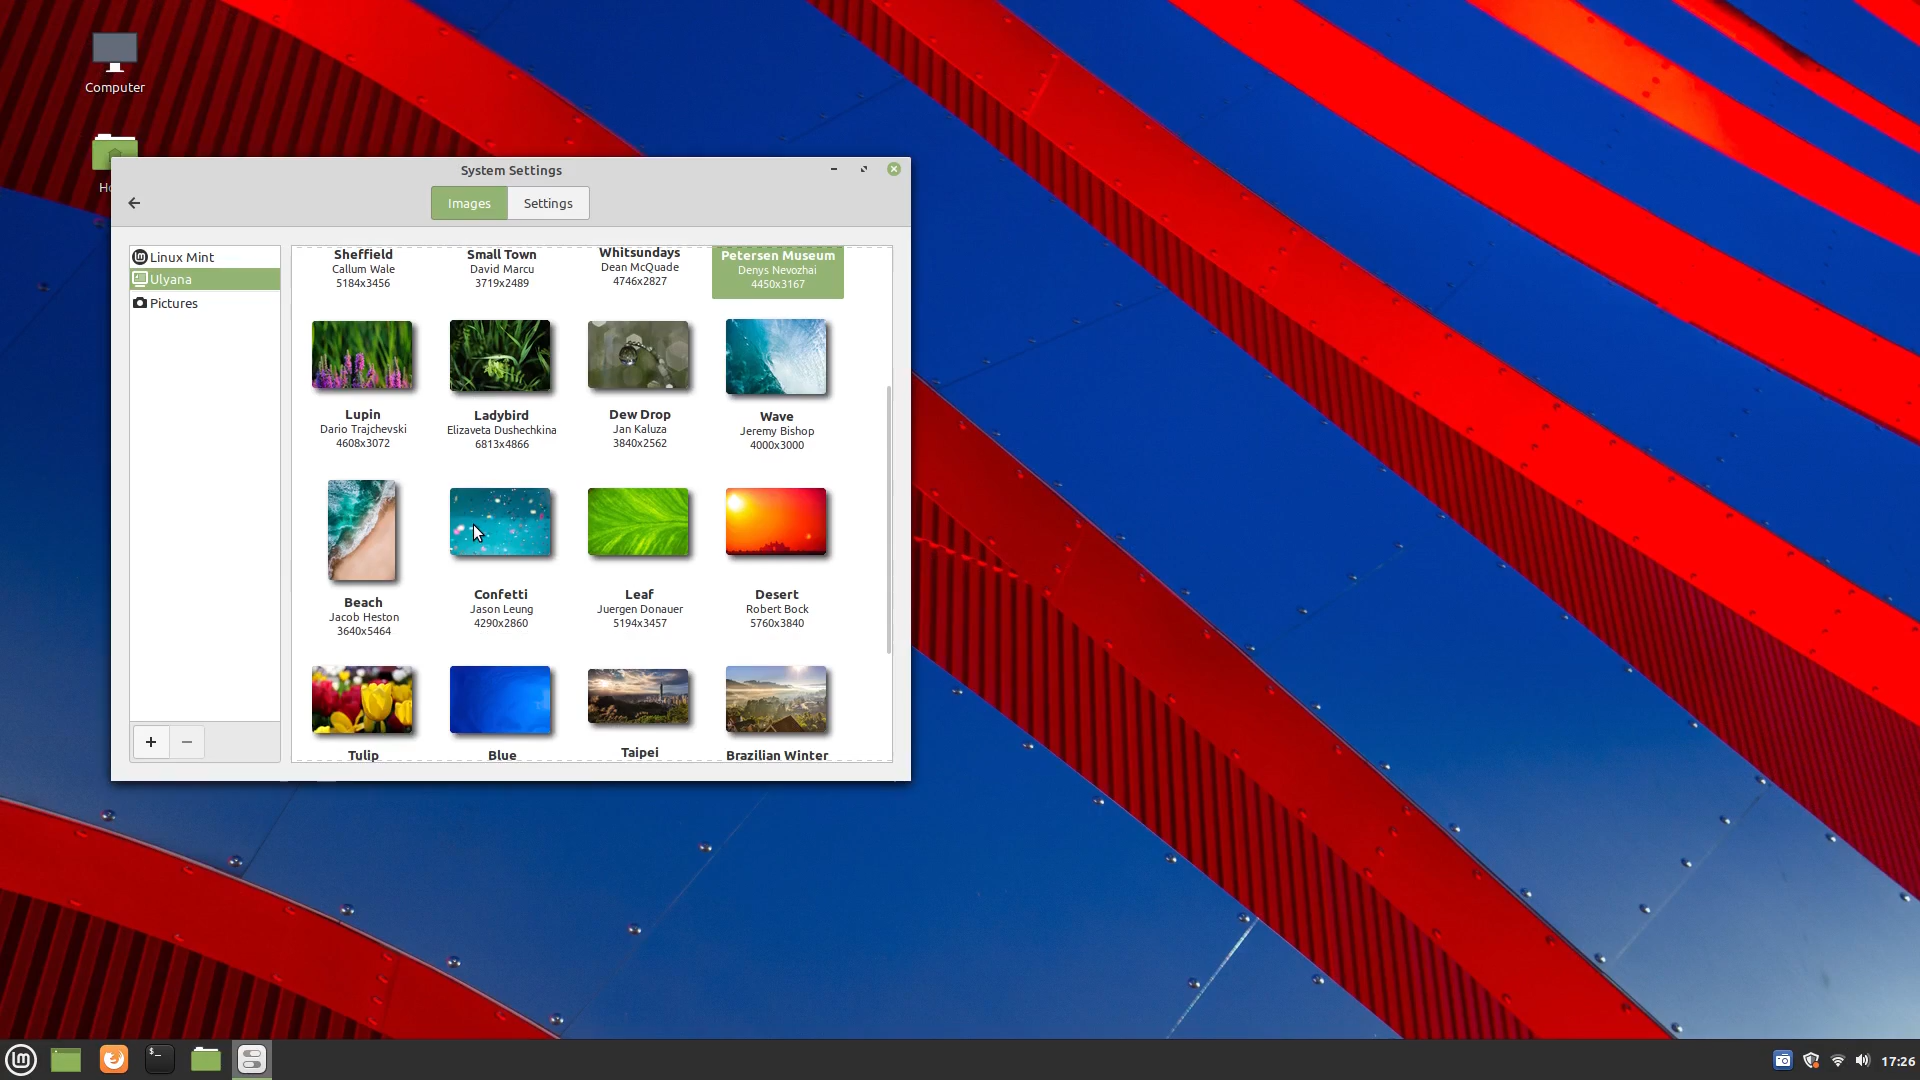 Computer
System Settings
Images
Settings
Linux Mint
Ulyana
Pictures
Sheffield
Callum Wale
5184x3456
Small Town
David Marcu
3719x2489
Whitsundays
Dean McQuade
4746x2827
Petersen Museum
Denys Nevozhai
4450x3167
Lupin
Dario Trajchevski
4608x3072
Ladybird
Elizaveta Dushechkina
6813x4866
Dew Drop
Jan Kaluza
3840x2562
Wave
Jeremy Bishop
4000x3000
Beach
Jacob Heston
3640x5464
Confetti
Jason Leung
4290x2860
Leaf
Juergen Donauer
5194x3457
Desert
Robert Bock
5760x3840
Tulip
Blue
Taipei
Brazilian Winter
$_
17:26